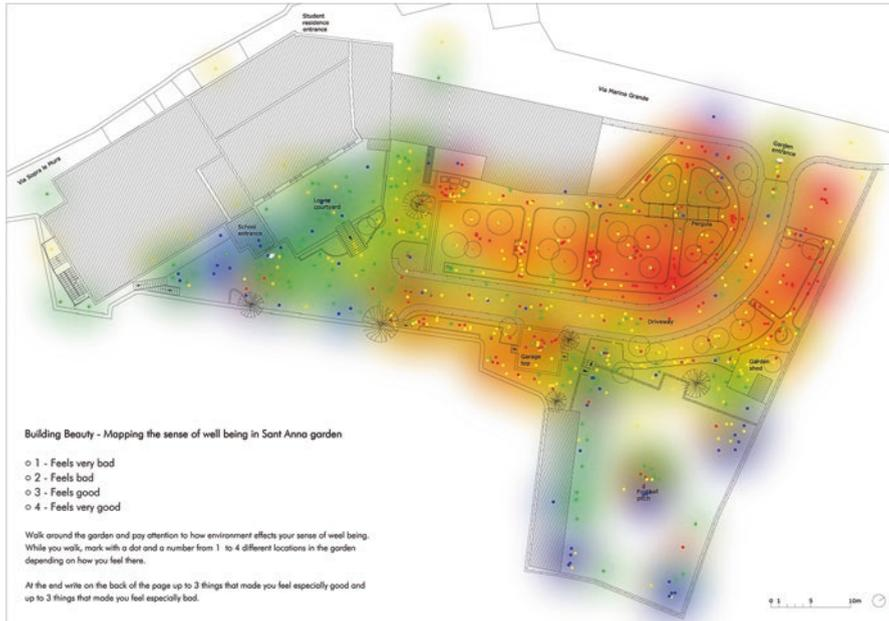 Student
residence
entrance
Via Marina Grande
Via Sopra le Mura
Garden
entrance
Loggie
courtyard
School
entrance
Pergola
Driveway
Garage
top
Garden
shed
Football
pitch
Building Beauty - Mapping the sense of well being in Sant Anna garden
1 - Feels very bad
2 - Feels bad
3 - Feels good
4 - Feels very good
Walk around the garden and pay attention to how environment effects your sense of weel being.
While you walk, mark with a dot and a number from 1 to 4 different locations in the garden
depending on how you feel there.
At the end write on the back of the page up to 3 things that made you feel especially good and
up to 3 things that made you feel especially bad.
0 1 5 10m